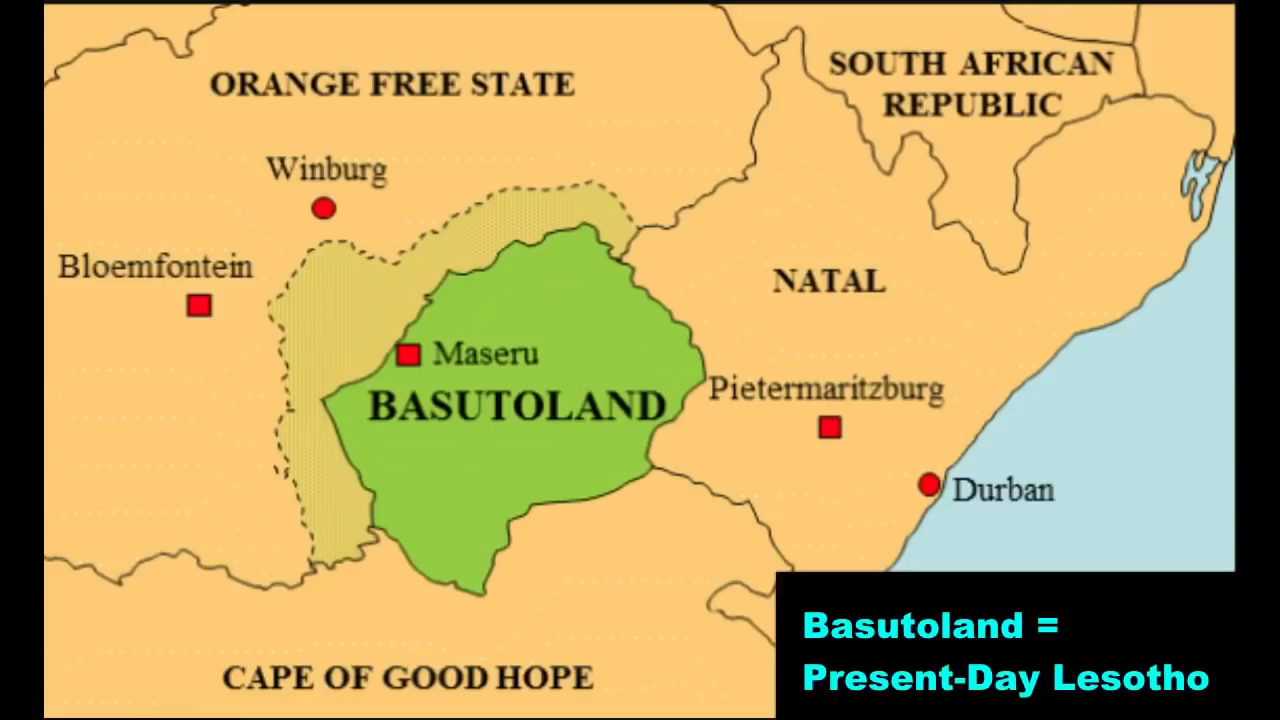 ORANGE FREE STATE
SOUTH AFRICAN
REPUBLIC
Winburg
Bloemfontein
NATAL
Maseru
BASUTOLAND
Pietermaritzburg
Durban
CAPE OF GOOD HOPE
Basutoland =
Present-Day Lesotho